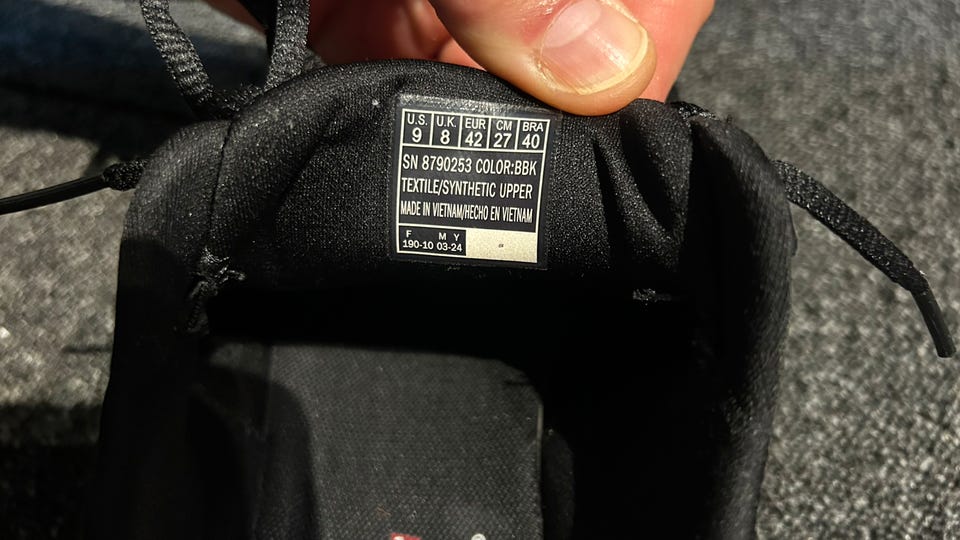 U.S. U.K. EUR CM BRA
9 8 42 27 40
SN 8790253 COLOR:BBK
TEXTILE/SYNTHETIC UPPER
MADE IN VIETNAM/HECHO EN VIETNAM
F M Y
190-10 03-24